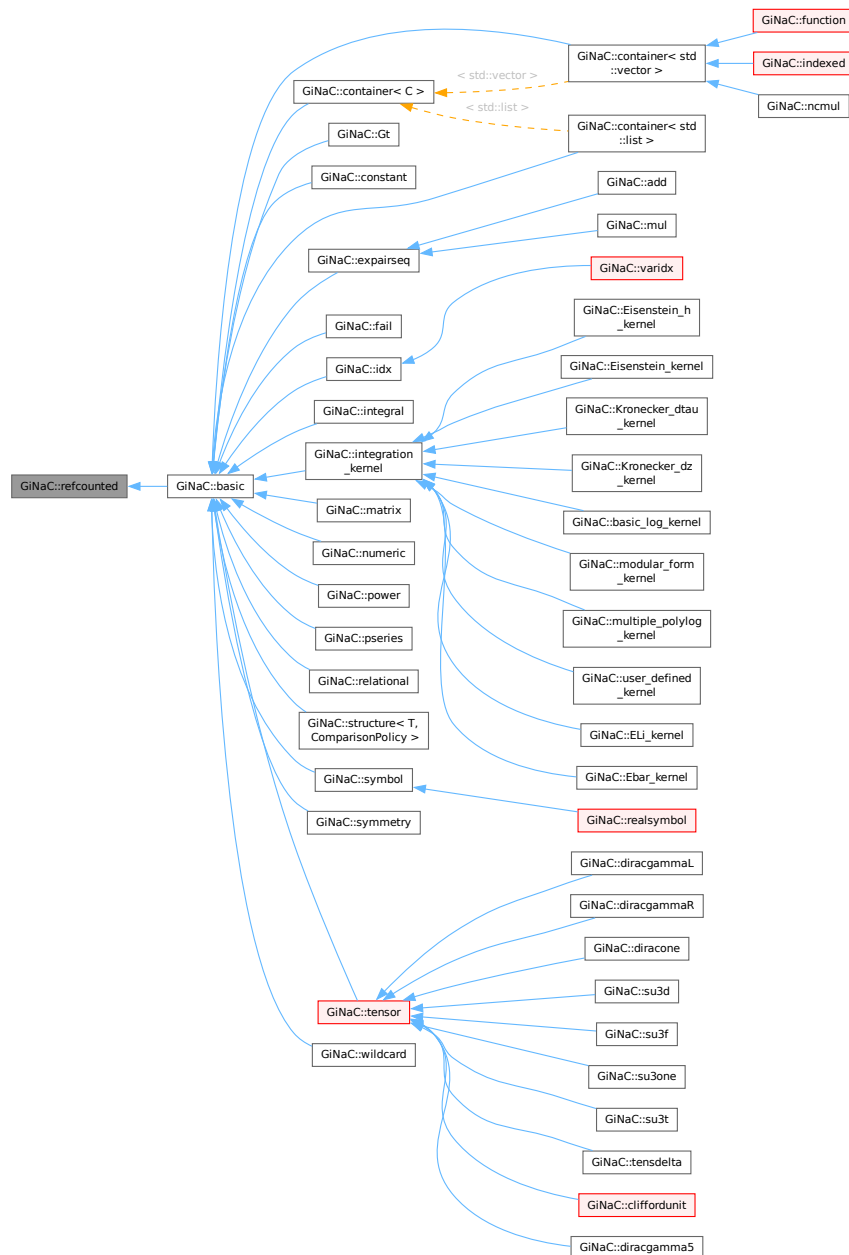 GiNaC::function
GiNaC::container< std
::vector >
GiNaC::indexed
< std::vector >
GiNaC::container< C >
GiNaC::ncmul
< std::list >
GiNaC::Gt
GiNaC::container< std
::list >
GiNaC::constant
GiNaC::add
GiNaC::mul
GiNaC::expairseq
GiNaC::varidx
GiNaC::Eisenstein_h
_kernel
GiNaC::fail
GiNaC::idx
GiNaC::Eisenstein_kernel
GiNaC::integral
GiNaC::Kronecker_dtau
_kernel
GiNaC::integration
_kernel
GiNaC::Kronecker_dz
_kernel
GiNaC::refcounted
GiNaC::basic
GiNaC::matrix
GiNaC::basic_log_kernel
GiNaC::numeric
GiNaC::modular_form
_kernel
GiNaC::power
GiNaC::multiple_polylog
_kernel
GiNaC::pseries
GiNaC::relational
GiNaC::user_defined
_kernel
GiNaC::structure< T,
ComparisonPolicy >
GiNaC::ELi_kernel
GiNaC::symbol
GiNaC::Ebar_kernel
GiNaC::symmetry
GiNaC::realsymbol
GiNaC::diracgammaL
GiNaC::diracgammaR
GiNaC::diracone
GiNaC::su3d
GiNaC::tensor
GiNaC::su3f
GiNaC::wildcard
GiNaC::su3one
GiNaC::su3t
GiNaC::tensdelta
GiNaC::cliffordunit
GiNaC::diracgamma5